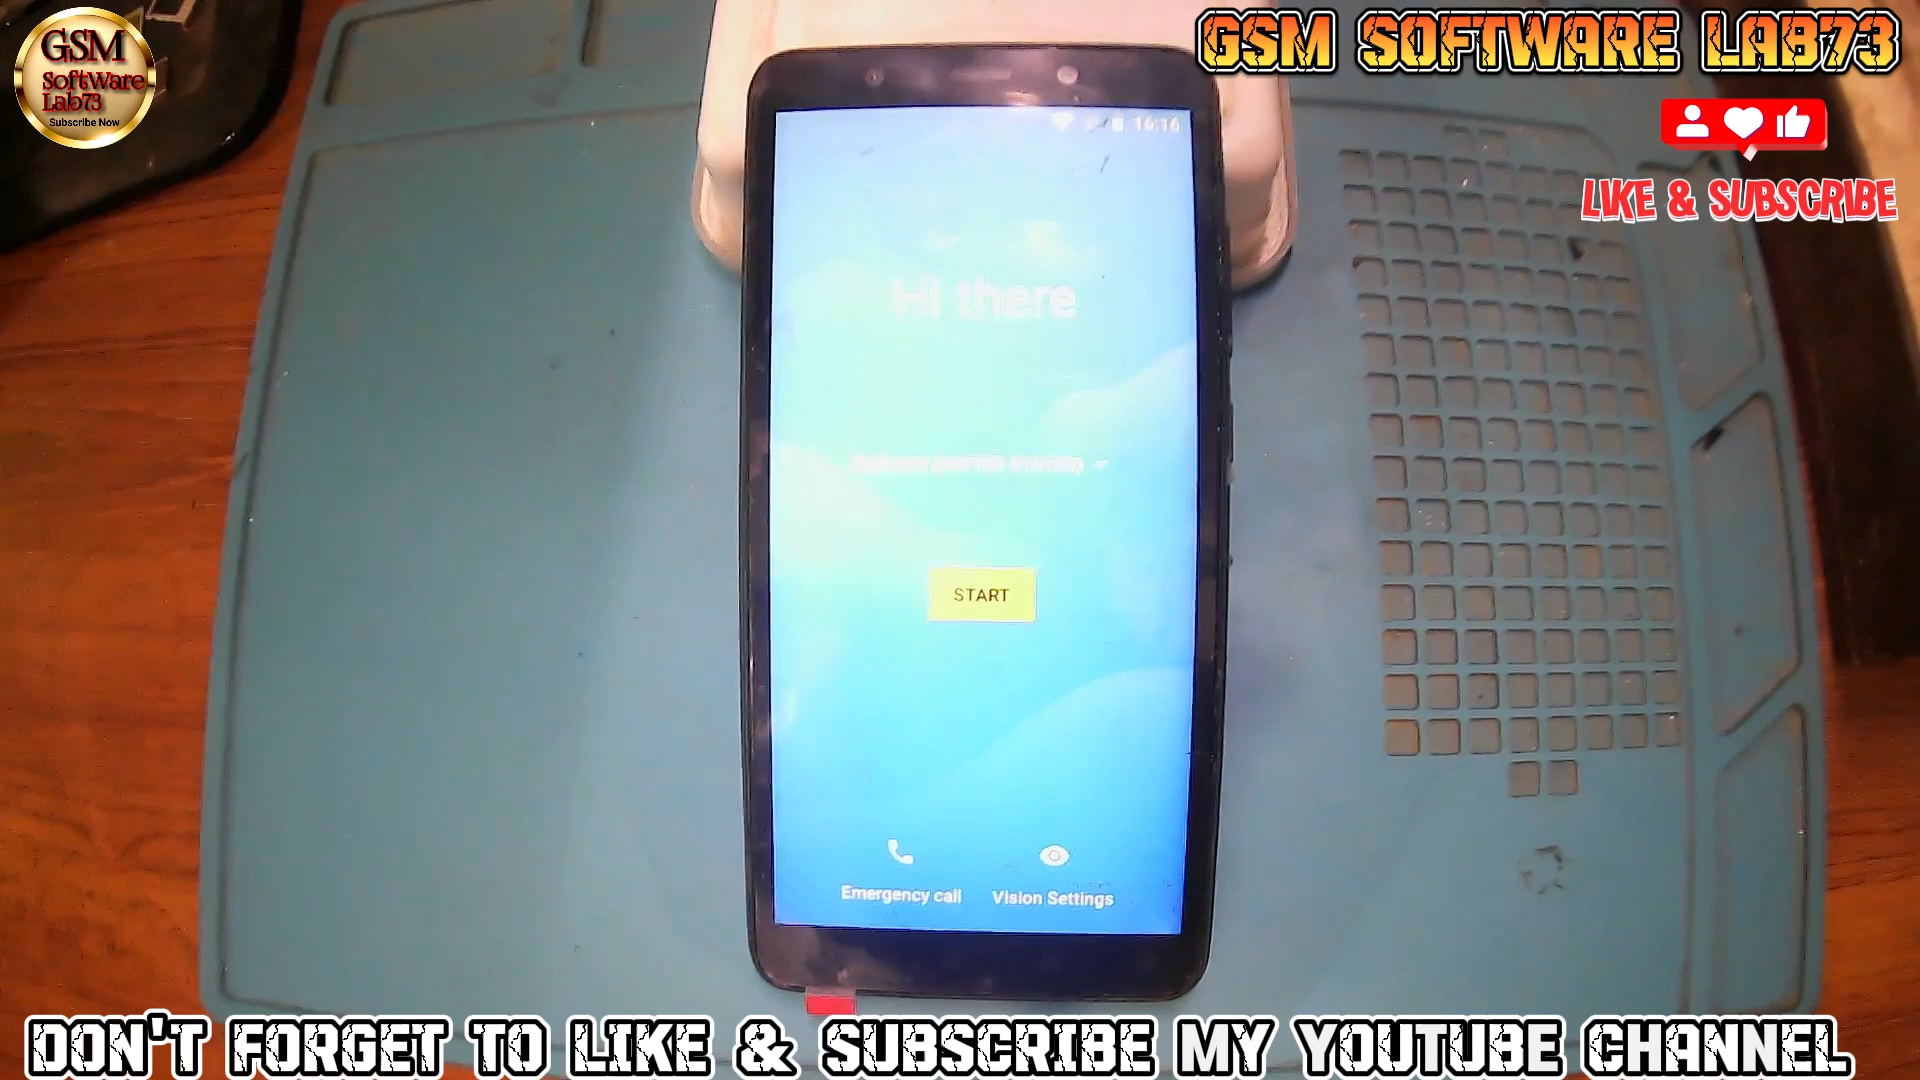 GSM
SoftWare
Lab73
Subscribe Now
GSM SOFTWARE LAB73
LIKE & SUBSCRIBE
16:16
Hi there
START
Emergency call
Vision Settings
DON'T FORGET TO LIKE & SUBSCRIBE MY YOUTUBE CHANNEL